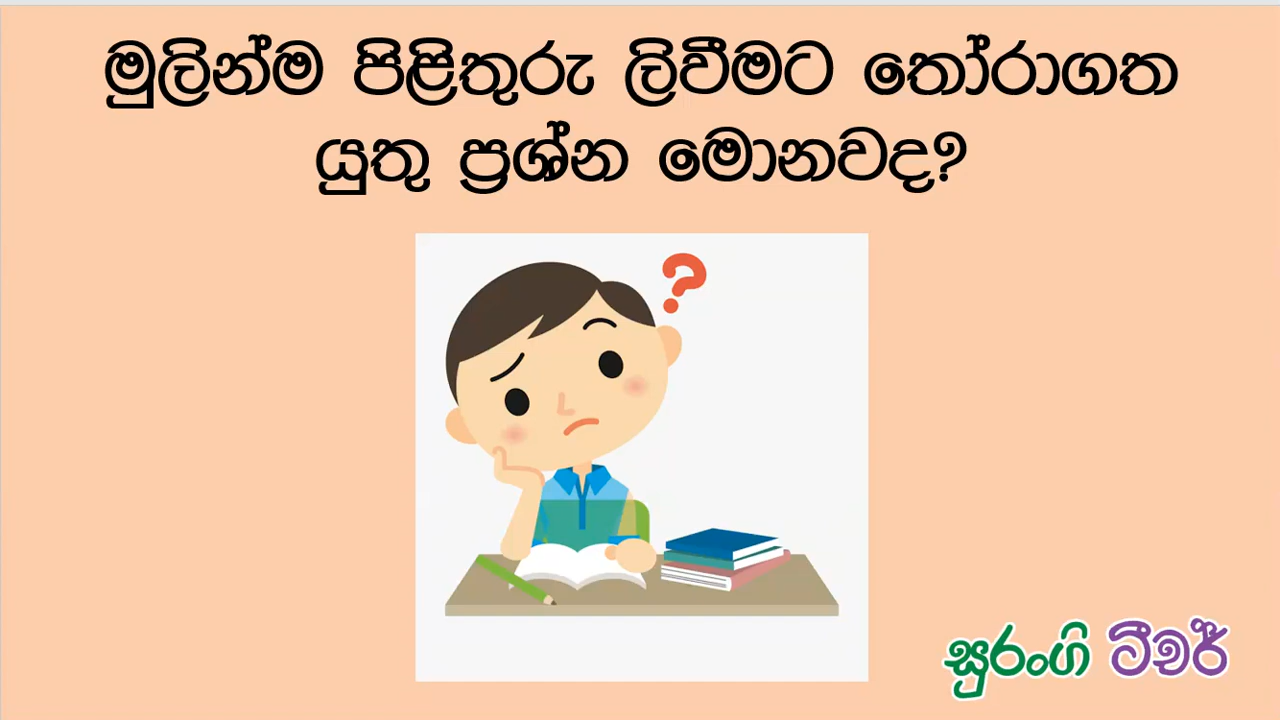 මුලින්ම පිළිතුරු ලිවීමට තෝරාගත
යුතු ප්‍රශ්න මොනවද?
?
සුරංගි ටීචර්